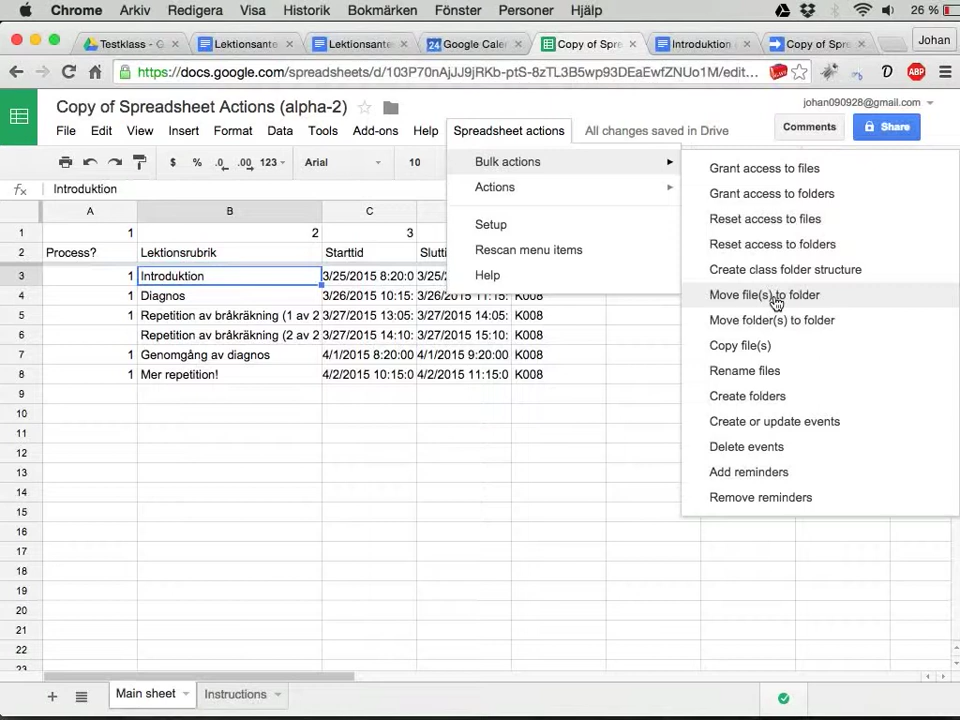 Chrome Arkiv Redigera Visa Historik Bokmärken Fönster Personer Hjälp 26 %
Testklass - G Lektionsante Lektionsante Google Caler Copy of Spre Introduktion Copy of Spre Johan
https://docs.google.com/spreadsheets/d/103P70nAjJJ9jRKb-ptS-8zTL3B5wp93DEaEwfZNUo1M/edit...
Copy of Spreadsheet Actions (alpha-2) johan090928@gmail.com
File Edit View Insert Format Data Tools Add-ons Help Spreadsheet actions All changes saved in Drive Comments Share
$ % .0 .00 123 Arial 10
Bulk actions
Actions
Setup
Rescan menu items
Help
Grant access to files
Grant access to folders
Reset access to files
Reset access to folders
Create class folder structure
Move file(s) to folder
Move folder(s) to folder
Copy file(s)
Rename files
Create folders
Create or update events
Delete events
Add reminders
Remove reminders
fx Introduktion
A B C
1 1 2 3
2 Process? Lektionsrubrik Starttid Slutti
3 1 Introduktion 3/25/2015 8:20:0 3/25/
4 1 Diagnos 3/26/2015 10:15: 3/26/2015 11:15: K008
5 1 Repetition av bråkräkning (1 av 2 3/27/2015 13:05: 3/27/2015 14:05: K008
6 Repetition av bråkräkning (2 av 2 3/27/2015 14:10: 3/27/2015 15:10: K008
7 1 Genomgång av diagnos 4/1/2015 8:20:00 4/1/2015 9:20:00 K008
8 1 Mer repetition! 4/2/2015 10:15:0 4/2/2015 11:15:0 K008
9
10
11
12
13
14
15
16
17
18
19
20
21
22
23
Main sheet Instructions